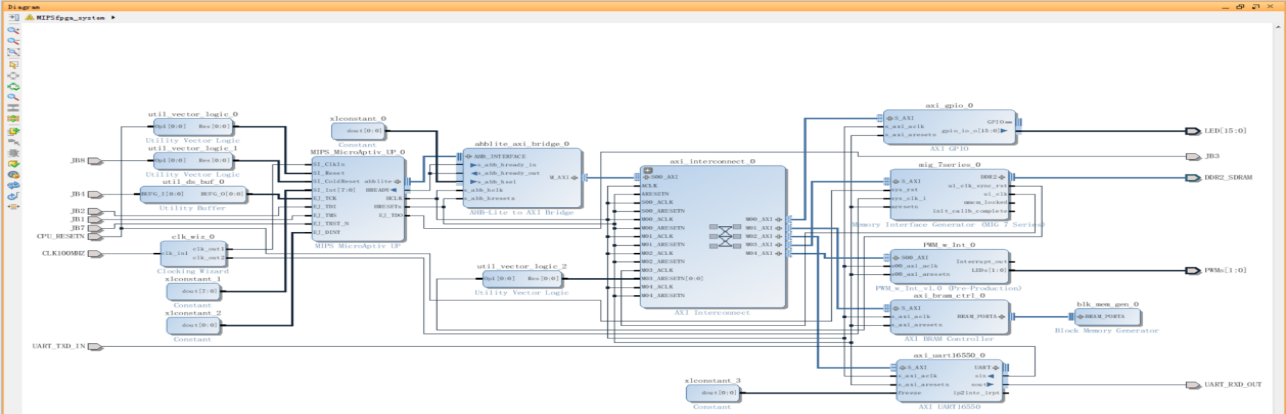 Diagram
MIPSfpga_system
util_vector_logic_0
Op1[0:0] Res[0:0]
Utility Vector Logic
util_vector_logic_1
Op1[0:0] Res[0:0]
Utility Vector Logic
util_ds_buf_0
Utility Buffer
clk_wiz_0
clk_in1
clk_out1
clk_out2
Clocking Wizard
xlconstant_1
dout[7:0]
Constant
xlconstant_2
dout[0:0]
Constant
JB8
JB4
JB2
JB1
JB7
CPU_RESETN
CLK100MHZ
UART_TXD_IN
xlconstant_0
dout[0:0]
Constant
MIPS_MicroAptiv_UP_0
SI_ClkIn
SI_Reset
SI_ColdReset
SI_Int[7:0]
EJ_TCK
EJ_TDI
EJ_TMS
EJ_TRST_N
EJ_DINT
ahblite
HREADY
HCLK
HRESETn
EJ_TDO
MIPS MicroAptiv UP
ahblite_axi_bridge_0
AHB_INTERFACE
s_ahb_hready_in
s_ahb_hready_out
s_ahb_hsel
s_ahb_hclk
s_ahb_hresetn
M_AXI
AHB-Lite to AXI Bridge
util_vector_logic_2
Op1[0:0] Res[0:0]
Utility Vector Logic
axi_interconnect_0
S00_AXI
ACLK
ARESETN
S00_ACLK
S00_ARESETN
M00_ACLK
M00_ARESETN
M01_ACLK
M01_ARESETN
M02_ACLK
M02_ARESETN
M03_ACLK
M03_ARESETN[0:0]
M04_ACLK
M04_ARESETN
M00_AXI
M01_AXI
M02_AXI
M03_AXI
M04_AXI
AXI Interconnect
axi_gpio_0
S_AXI
s_axi_aclk
s_axi_aresetn
GPIO
gpio_io_o[15:0]
AXI GPIO
mig_7series_0
S_AXI
sys_rst
sys_clk_i
aresetn
DDR2
ui_clk_sync_rst
ui_clk
mmcm_locked
init_calib_complete
Memory Interface Generator (MIG 7 Series)
PWM_w_Int_0
S00_AXI
s00_axi_aclk
s00_axi_aresetn
Interrupt_out
LEDs[1:0]
PWM_w_Int_v1.0 (Pre-Production)
axi_bram_ctrl_0
S_AXI
s_axi_aclk
s_axi_aresetn
BRAM_PORTA
AXI BRAM Controller
blk_mem_gen_0
BRAM_PORTA
Block Memory Generator
axi_uart16550_0
S_AXI
s_axi_aclk
s_axi_aresetn
freeze
UART
sin
sout
ip2intc_irpt
AXI UART16550
xlconstant_3
dout[0:0]
Constant
LED[15:0]
JB3
DDR2_SDRAM
PWMs[1:0]
UART_RXD_OUT